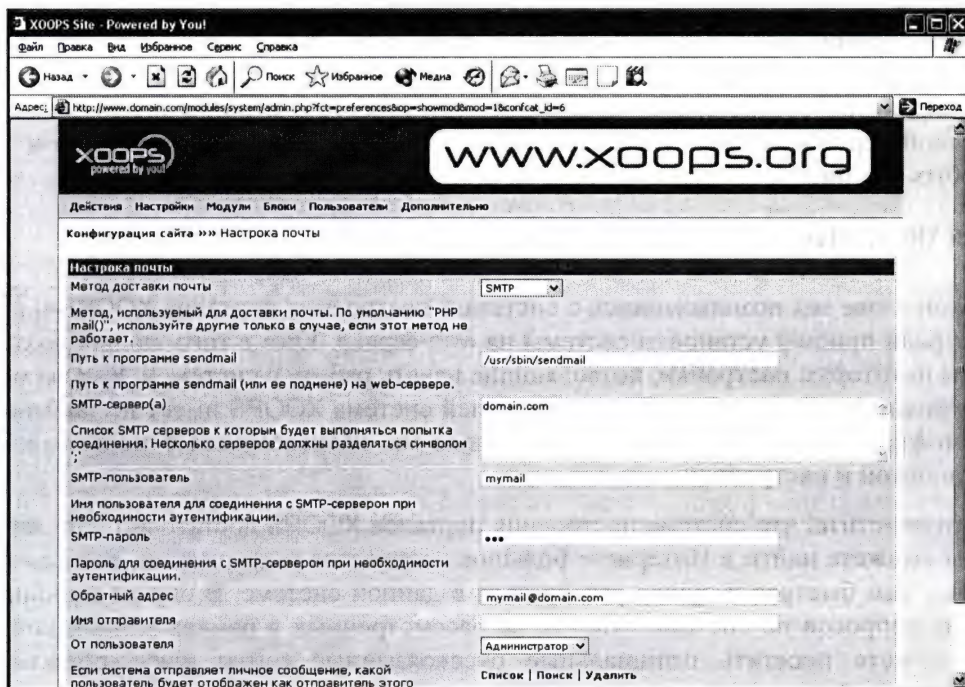 XOOPS Site - Powered by You!
Файл Правка Вид Избранное Сервис Справка
Назад Поиск Избранное Медиа
Адрес: http://www.domain.com/modules/system/admin.php?fct=preferences&op=showmod&mod=1&confcat_id=6 Переход
XOOPS
powered by you!
www.xoops.org
Действия Настройки Модули Блоки Пользователи Дополнительно
Конфигурация сайта »»» Настрока почты
Настрока почты
Метод доставки почты SMTP
Метод, используемый для доставки почты. По умолчанию "PHP
mail()", используйте другие только в случае, если этот метод не
работает.
Путь к программе sendmail /usr/sbin/sendmail
Путь к программе sendmail (или ее подмене) на web-сервере.
SMTP-сервер(а) domain.com
Список SMTP серверов к которым будет выполняться попытка
соединения. Несколько серверов должны разделяться символом
';'
SMTP-пользователь mymail
Имя пользователя для соединения с SMTP-сервером при
необходимости аутентификации.
SMTP-пароль •••
Пароль для соединения с SMTP-сервером при необходимости
аутентификации.
Обратный адрес mymail@domain.com
Имя отправителя
От пользователя Администратор
Если система отправляет личное сообщение, какой Список | Поиск | Удалить
пользователь будет отображен как отправитель этого